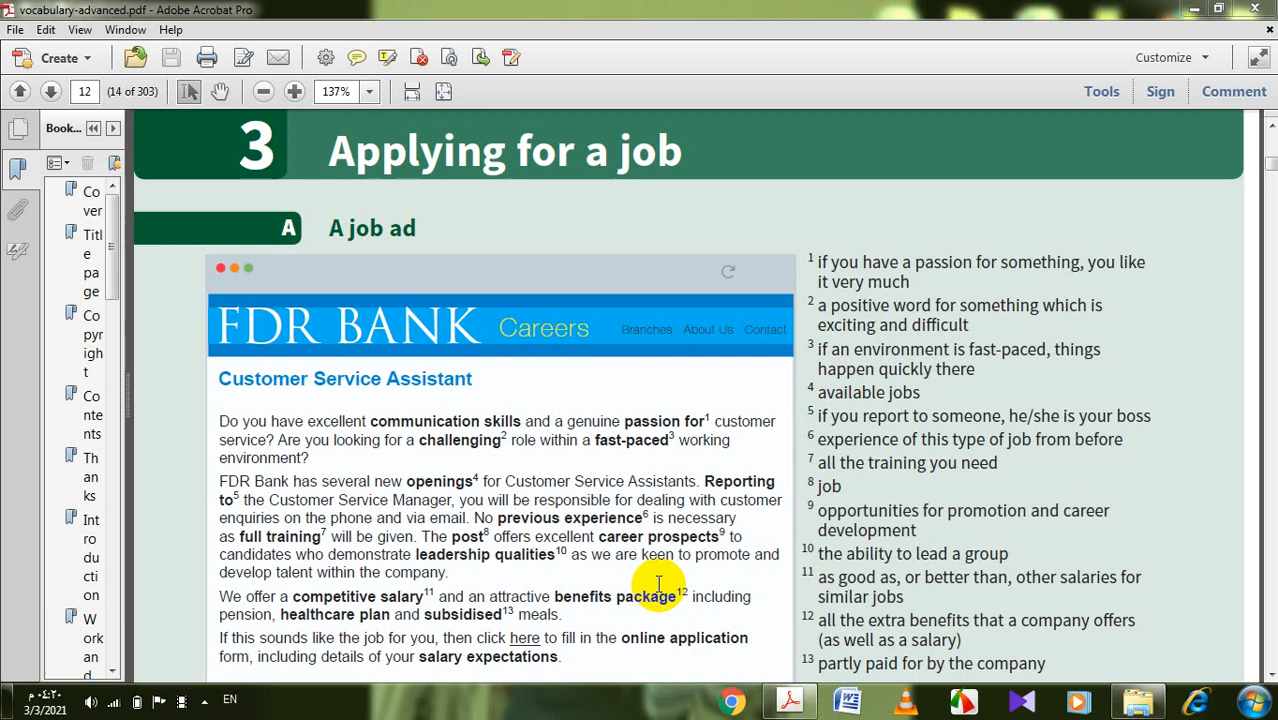 vocabulary-advanced.pdf - Adobe Acrobat Pro
File Edit View Window Help
Create Customize
12 (14 of 303) 137% Tools Sign Comment
Book...
Co
ver
Titl
e
pa
ge
Co
pyr
igh
t
Co
nte
nts
Th
an
ks
Int
ro
du
cti
on
W
ork
an
d
3 Applying for a job
A A job ad
FDR BANK Careers Branches About Us Contact
Customer Service Assistant
Do you have excellent communication skills and a genuine passion for1 customer
service? Are you looking for a challenging2 role within a fast-paced3 working
environment?
FDR Bank has several new openings4 for Customer Service Assistants. Reporting
to5 the Customer Service Manager, you will be responsible for dealing with customer
enquiries on the phone and via email. No previous experience6 is necessary
as full training7 will be given. The post8 offers excellent career prospects9 to
candidates who demonstrate leadership qualities10 as we are keen to promote and
develop talent within the company.
We offer a competitive salary11 and an attractive benefits package12 including
pension, healthcare plan and subsidised13 meals.
If this sounds like the job for you, then click here to fill in the online application
form, including details of your salary expectations.
1 if you have a passion for something, you like
it very much
2 a positive word for something which is
exciting and difficult
3 if an environment is fast-paced, things
happen quickly there
4 available jobs
5 if you report to someone, he/she is your boss
6 experience of this type of job from before
7 all the training you need
8 job
9 opportunities for promotion and career
development
10 the ability to lead a group
11 as good as, or better than, other salaries for
similar jobs
12 all the extra benefits that a company offers
(as well as a salary)
13 partly paid for by the company
EN
م ٠٤:٢٠
3/3/2021